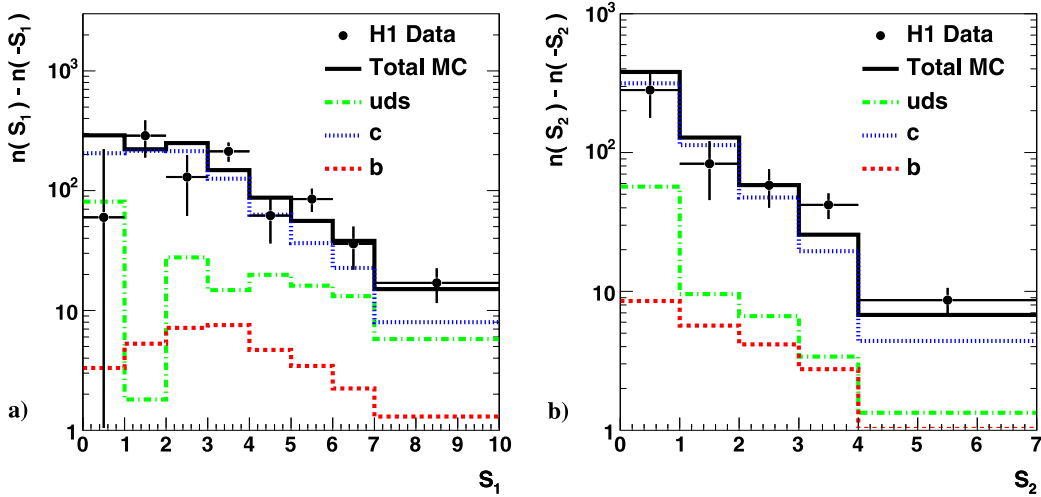 n( S₁ ) - n( -S₁ )
10³
10²
10
1
H1 Data
Total MC
uds
c
b
a)
0 1 2 3 4 5 6 7 8 9 10
S₁
n( S₂ ) - n( -S₂ )
10³
10²
10
1
H1 Data
Total MC
uds
c
b
b)
0 1 2 3 4 5 6 7
S₂